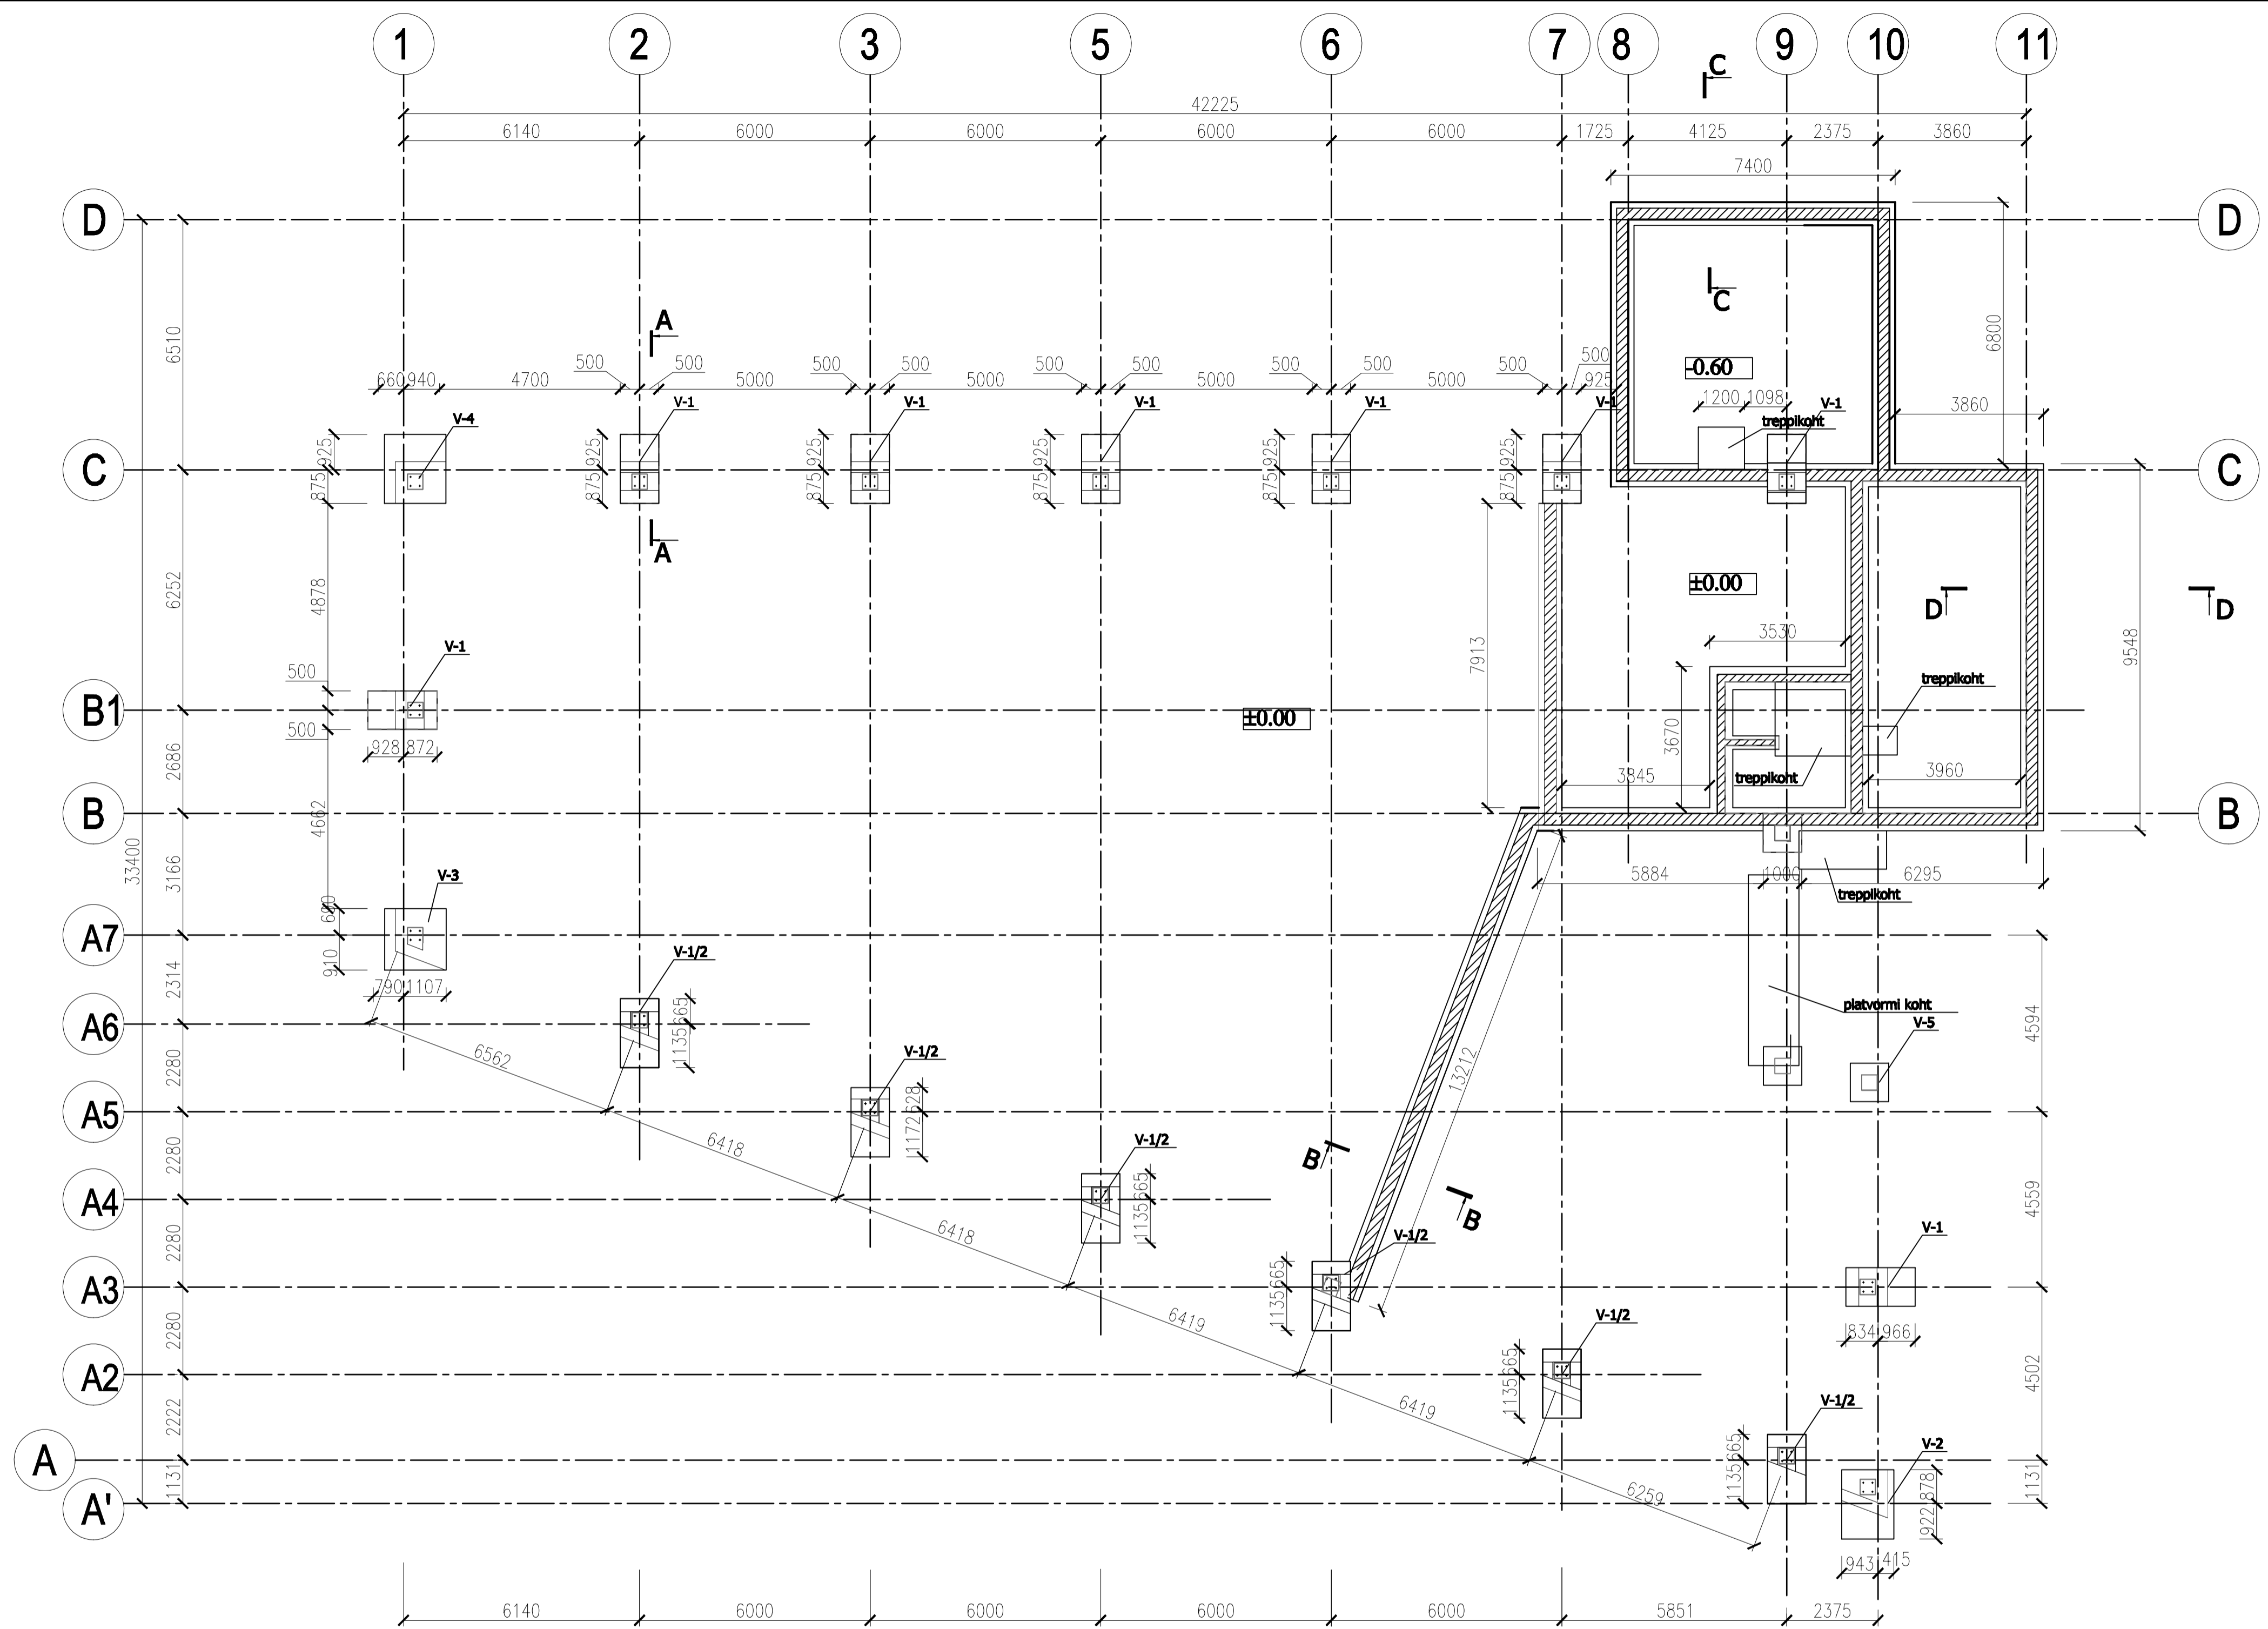 1 2 3 5 6 7 8 9 10 11
C
42225
6140 6000 6000 6000 6000 1725 4125 2375 3860
7400
D D
6510
6800
C
A
-0.60
500 500 500 500 500 500 500 500 500 500
660 940 4700 5000 5000 5000 5000 925
1200 1098 3860
V-4 V-1 V-1 V-1 V-1 V-1 V-1
treppikoht
925 925 925 925 925 925
C C
875 875 875 875 875 875
A
6252
4878
±0.00
D D
7913
3530
9548
V-1
500
treppikoht
B1
±0.00
500
928 872
2686
3670
treppikoht
3845 3960
B B
4662
33400
3166
5884 1000 6295
V-3
treppikoht
690
A7
910
790 1107
2314
V-1/2
665
1135
platvormi koht
V-5
4594
A6
6562
V-1/2
2280
628
1172
13212
A5
6418
V-1/2
2280
B
665
1135
A4
6418
B
4559
2280
V-1/2
V-1
665
1135
A3
834 966
6419
V-1/2
2280
665
1135
A2
6419
4502
V-1/2
2222
665
1135
V-2
A
1131
6259
878
922
1131
A'
943 415
6140 6000 6000 6000 6000 5851 2375